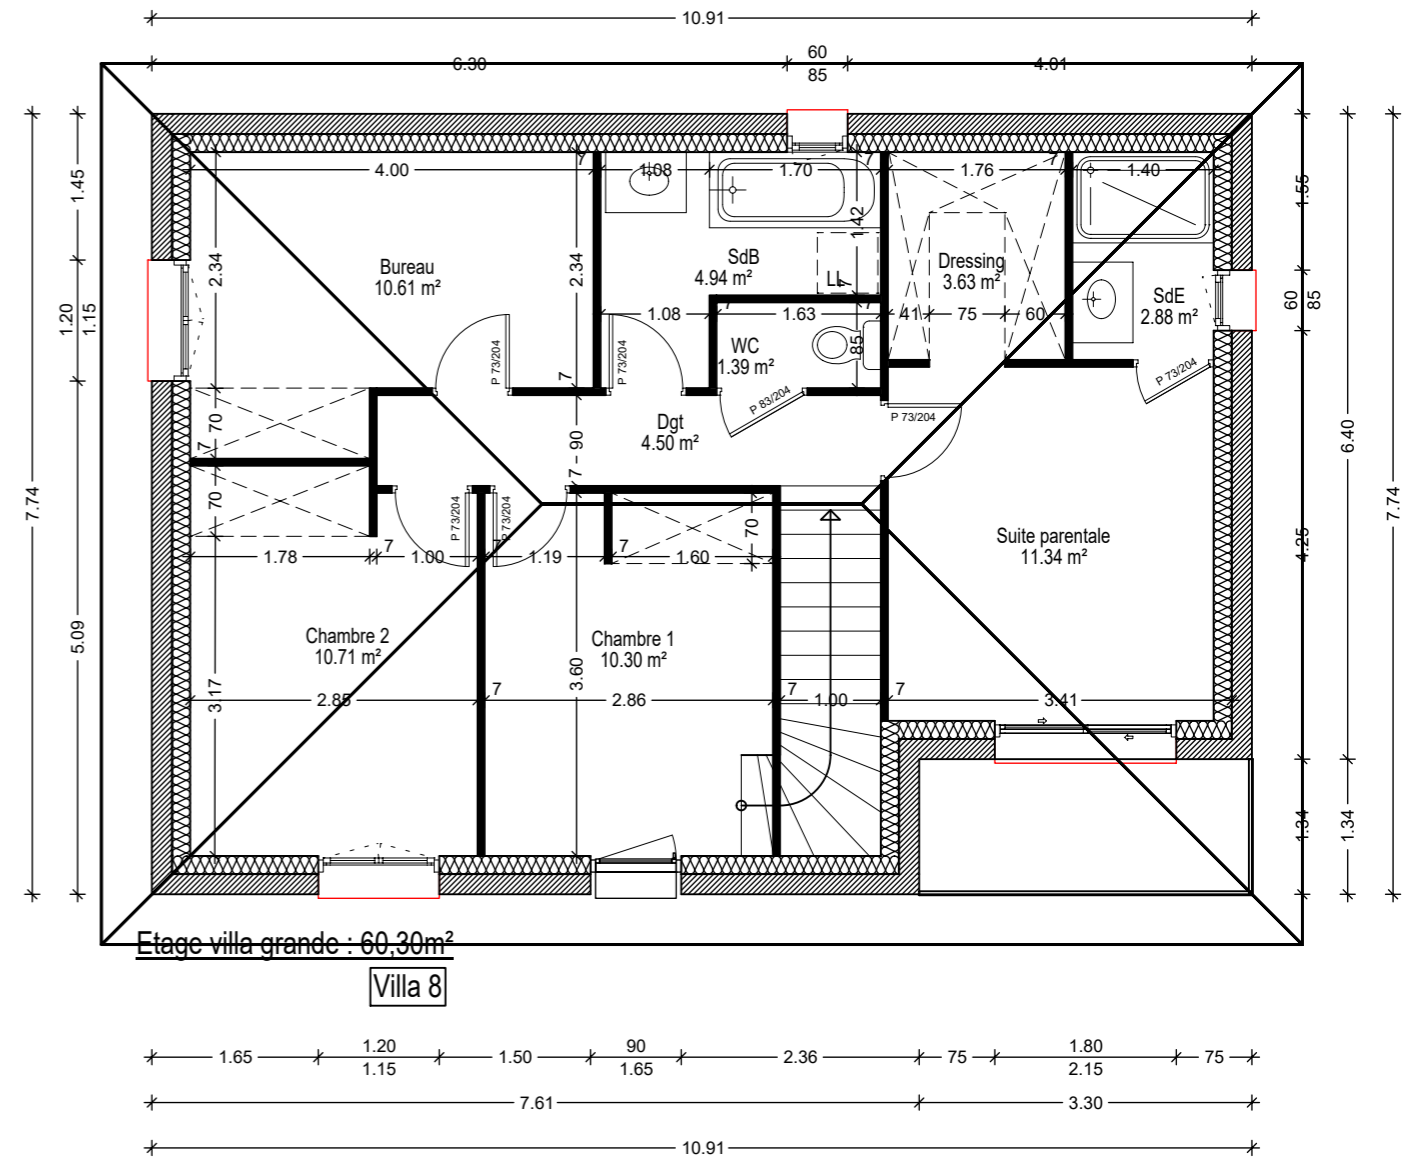 10.91
6.30
60
85
4.01
4.00
7
1.08
1.70
7
1.76
7
1.40
1.45
1.20
1.15
5.09
7.74
2.34
2.34
1.42
1.55
60
85
4.25
6.40
7.74
1.34
1.34
Bureau
10.61 m²
SdB
4.94 m²
LL
7
Dressing
3.63 m²
SdE
2.88 m²
1.08
7
1.63
7
41
75
60
WC
1.39 m²
85
P 73/204
P 73/204
P 83/204
P 73/204
P 73/204
7
Dgt
4.50 m²
90
7
70
7
70
P 73/204
P 73/204
7
1.78
7
1.00
1.19
7
1.60
70
Suite parentale
11.34 m²
Chambre 2
10.71 m²
Chambre 1
10.30 m²
3.17
3.60
2.85
7
2.86
7
1.00
7
3.41
Etage villa grande : 60,30m²
Villa 8
1.65
1.20
1.15
1.50
90
1.65
2.36
75
1.80
2.15
75
7.61
3.30
10.91